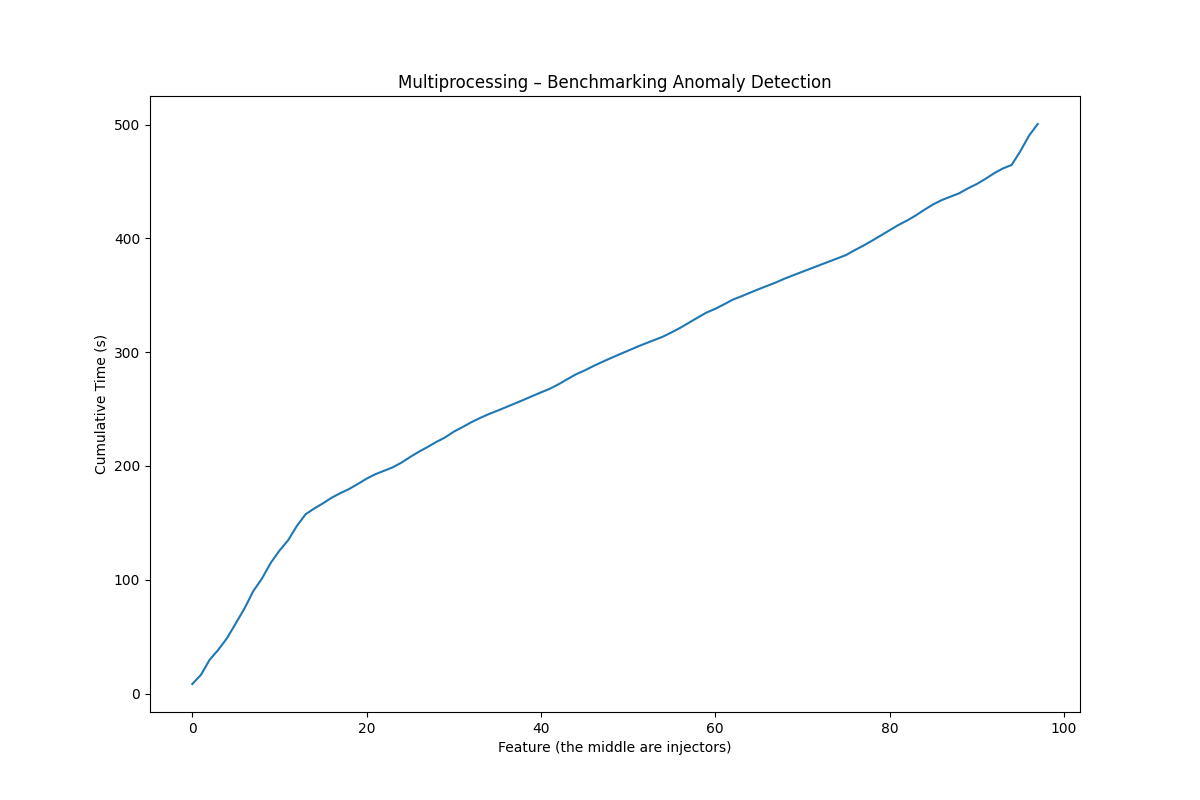 Multiprocessing – Benchmarking Anomaly Detection
500
400
300
200
100
0
Cumulative Time (s)
0 20 40 60 80 100
Feature (the middle are injectors)